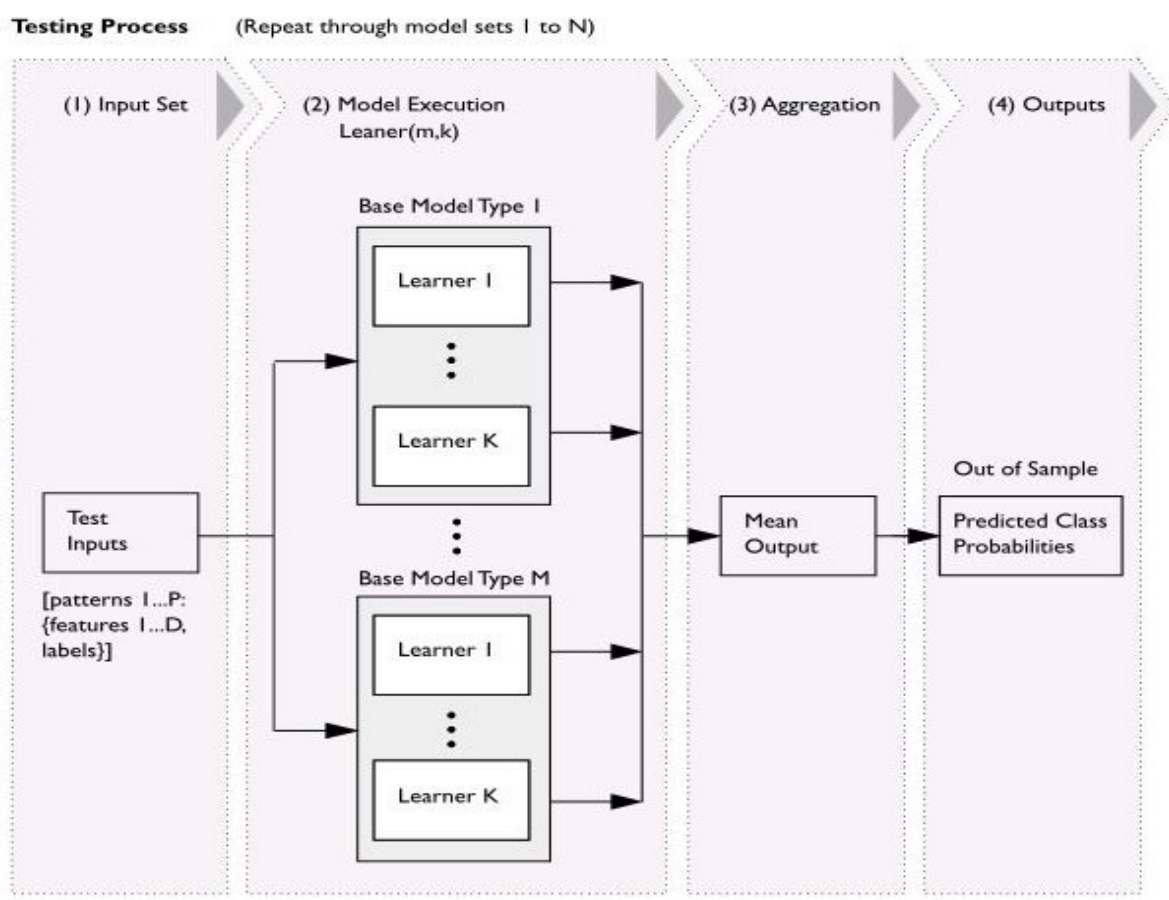 Testing Process (Repeat through model sets 1 to N)
(1) Input Set
(2) Model Execution
Leaner(m,k)
(3) Aggregation
(4) Outputs
Base Model Type 1
Learner 1
Learner K
Test
Inputs
[patterns 1...P:
{features 1...D,
labels}]
Base Model Type M
Learner 1
Learner K
Mean
Output
Out of Sample
Predicted Class
Probabilities